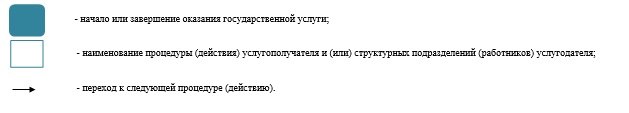 - начало или завершение оказания государственной услуги;
- наименование процедуры (действия) услугополучателя и (или) структурных подразделений (работников) услугодателя;
- переход к следующей процедуре (действию).